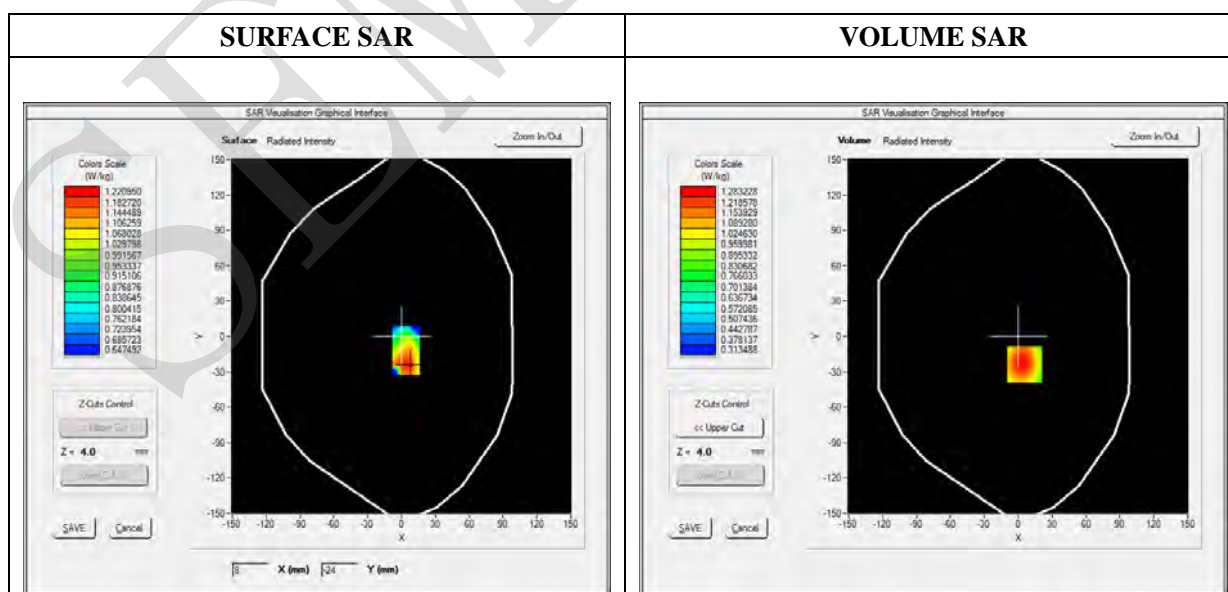 SURFACE SAR
VOLUME SAR
SAR Visualisation Graphical Interface
Surface Radiated Intensity
Zoom In/Out
Colors Scale
(W/kg)
1.220950
1.182720
1.144489
1.106259
1.068028
1.029798
0.991567
0.953337
0.915106
0.876876
0.838645
0.800415
0.762184
0.723954
0.685723
0.647492
150
120
90
60
30
0
-30
-60
-90
-120
-150
Y
-150 -120 -90 -60 -30 0 30 60 90 120 150
X
Z-Cuts Control
<< Upper Cut
Z = 4.0 mm
SAVE
Cancel
8 X (mm) -24 Y (mm)
SAR Visualisation Graphical Interface
Volume Radiated Intensity
Zoom In/Out
Colors Scale
(W/kg)
1.283228
1.218578
1.153929
1.089280
1.024630
0.959981
0.895332
0.830682
0.766033
0.701384
0.636734
0.572085
0.507436
0.442787
0.378137
0.313488
150
120
90
60
30
0
-30
-60
-90
-120
-150
Y
-150 -120 -90 -60 -30 0 30 60 90 120 150
X
Z-Cuts Control
<< Upper Cut
Z = 4.0 mm
SAVE
Cancel